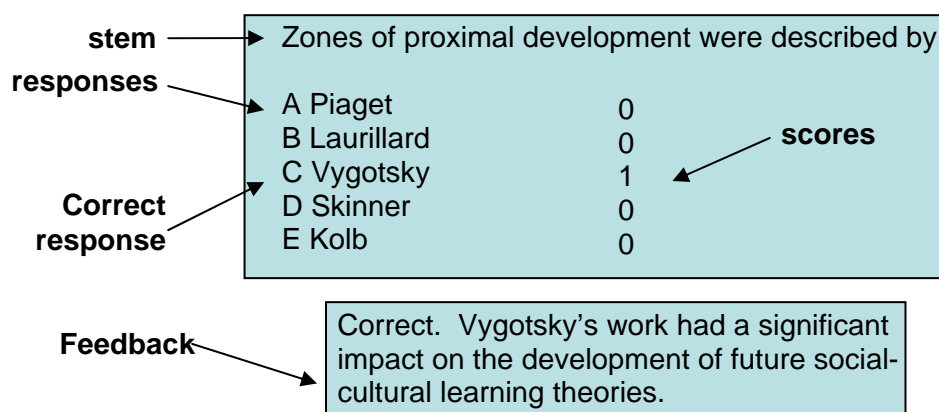 stem
Zones of proximal development were described by
responses
A Piaget 0
B Laurillard 0
scores
C Vygotsky 1
Correct
response
D Skinner 0
E Kolb 0
Feedback
Correct. Vygotsky's work had a significant
impact on the development of future social-
cultural learning theories.